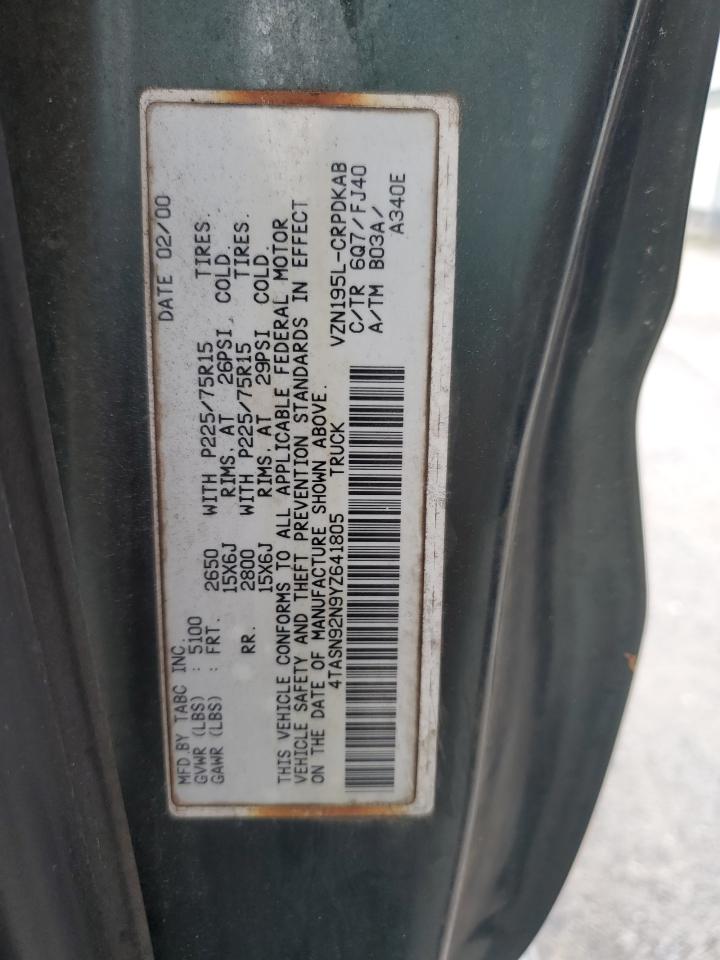 MFD.BY TABC INC. DATE 02/00
GVWR (LBS) : 5100
GAWR (LBS) : FRT. 2650 WITH P225/75R15 TIRES.
15X6J RIMS. AT 26PSI, COLD.
RR. 2800 WITH P225/75R15 TIRES.
15X6J RIMS. AT 29PSI COLD.
THIS VEHICLE CONFORMS TO ALL APPLICABLE FEDERAL MOTOR
VEHICLE SAFETY AND THEFT PREVENTION STANDARDS IN EFFECT
ON THE DATE OF MANUFACTURE SHOWN ABOVE.
4TASN92N9YZ641805 TRUCK VZN195L-CRPDKAB
C/TR 6Q7/FJ40
A/TM B03A/
A340E